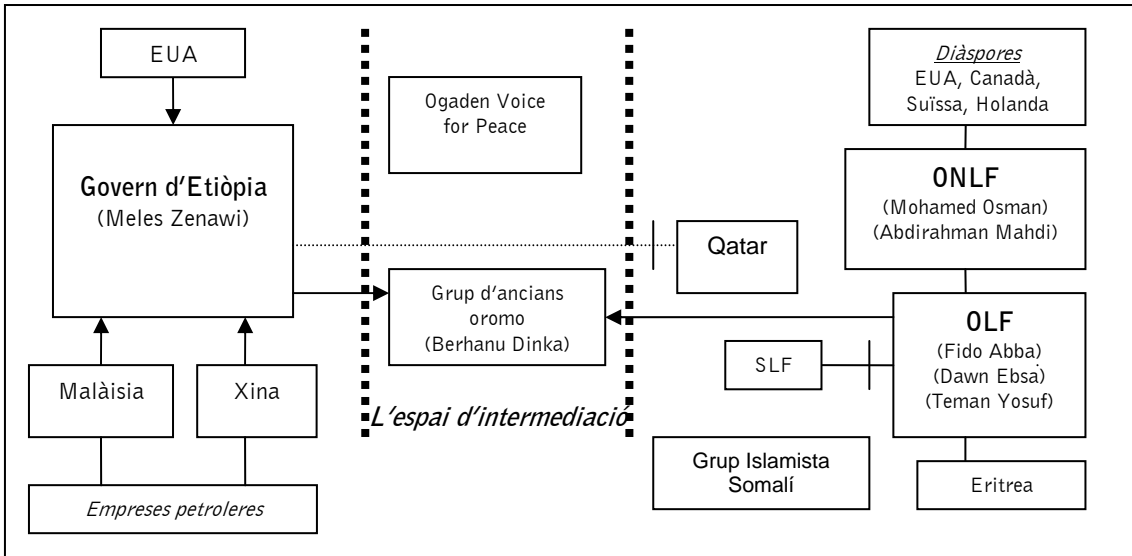 EUA
Govern d'Etiòpia
(Meles Zenawi)
Malàisia
Xina
Empreses petroleres
Ogaden Voice
for Peace
Grup d'ancians
oromo
(Berhanu Dinka)
L'espai d'intermediació
Diàspores
EUA, Canadà,
Suïssa, Holanda
ONLF
(Mohamed Osman)
(Abdirahman Mahdi)
Qatar
OLF
(Fido Abba)
(Dawn Ebsa)
(Teman Yosuf)
SLF
Grup Islamista
Somalí
Eritrea